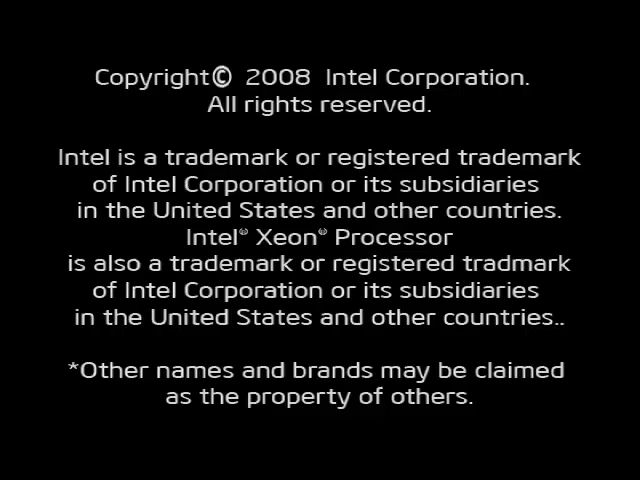 Copyright© 2008 Intel Corporation.
All rights reserved.
Intel is a trademark or registered trademark
of Intel Corporation or its subsidiaries
in the United States and other countries.
Intel® Xeon® Processor
is also a trademark or registered tradmark
of Intel Corporation or its subsidiaries
in the United States and other countries..
*Other names and brands may be claimed
as the property of others.